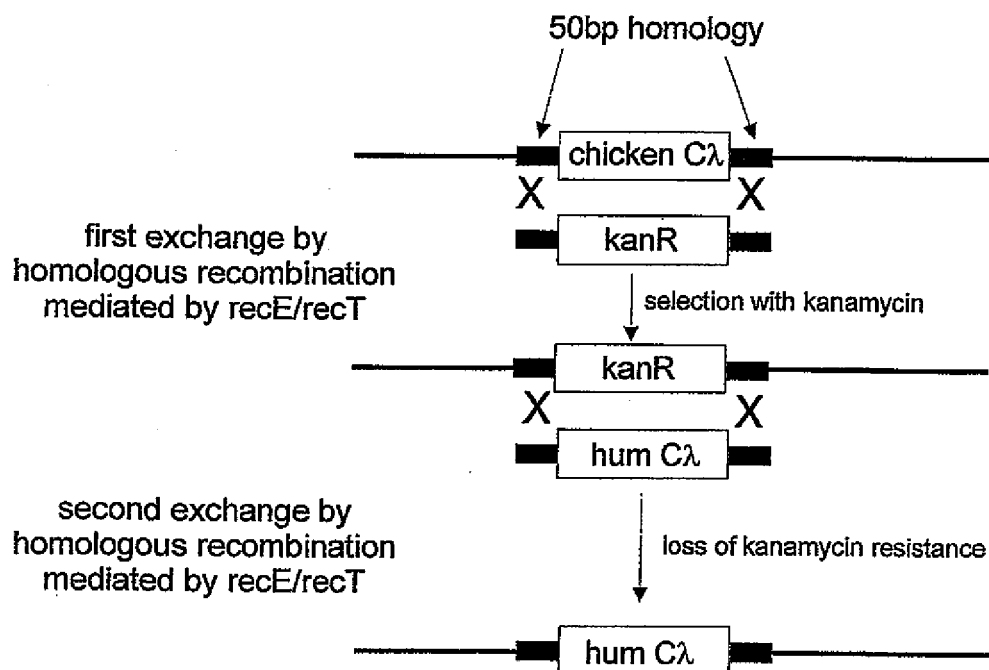 50bp homology
chicken Cλ
X X
kanR
first exchange by
homologous recombination
mediated by recE/recT
selection with kanamycin
kanR
X X
hum Cλ
second exchange by
homologous recombination
mediated by recE/recT
loss of kanamycin resistance
hum Cλ